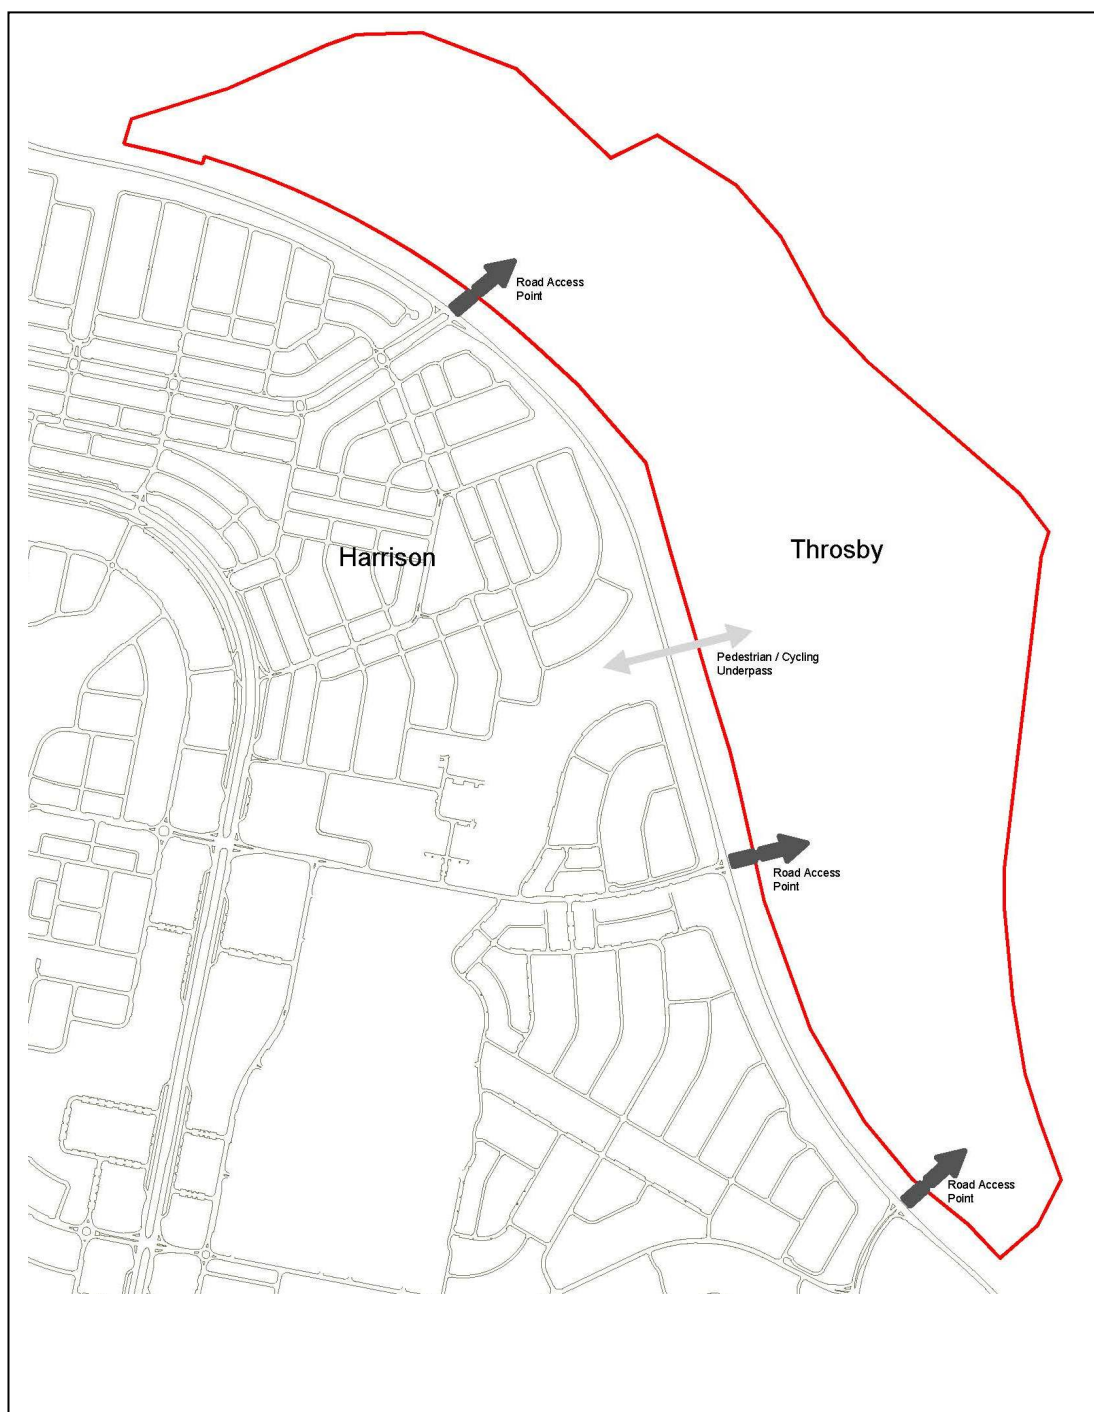 Road Access
Point
Harrison
Throsby
Pedestrian / Cycling
Underpass
Road Access
Point
Road Access
Point